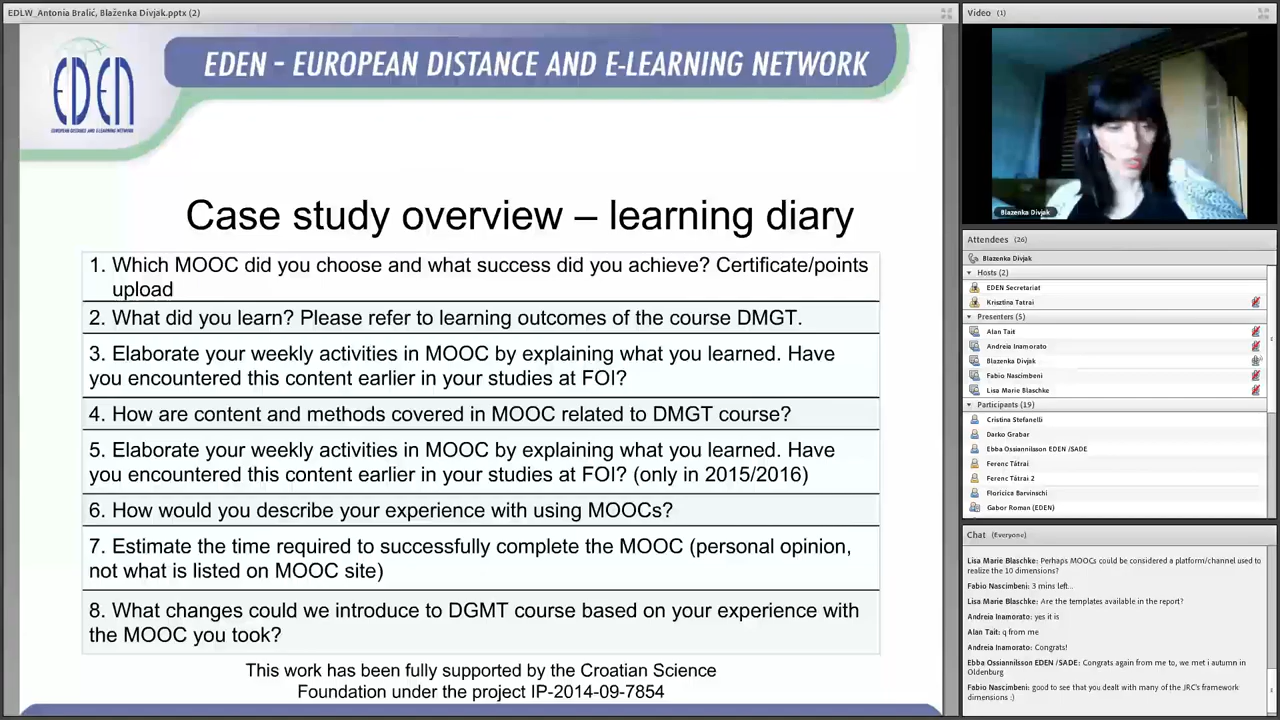 EDLW_Antonia Bralić, Blaženka Divjak.pptx (2)
EDEN
EUROPEAN DISTANCE AND E-LEARNING NETWORK
EDEN - EUROPEAN DISTANCE AND E-LEARNING NETWORK
Case study overview – learning diary
1. Which MOOC did you choose and what success did you achieve? Certificate/points
upload
2. What did you learn? Please refer to learning outcomes of the course DMGT.
3. Elaborate your weekly activities in MOOC by explaining what you learned. Have
you encountered this content earlier in your studies at FOI?
4. How are content and methods covered in MOOC related to DMGT course?
5. Elaborate your weekly activities in MOOC by explaining what you learned. Have
you encountered this content earlier in your studies at FOI? (only in 2015/2016)
6. How would you describe your experience with using MOOCs?
7. Estimate the time required to successfully complete the MOOC (personal opinion,
not what is listed on MOOC site)
8. What changes could we introduce to DGMT course based on your experience with
the MOOC you took?
This work has been fully supported by the Croatian Science
Foundation under the project IP-2014-09-7854
Video (1)
Blazenka Divjak
Attendees (26)
Blazenka Divjak
Hosts (2)
EDEN Secretariat
Krisztina Tatrai
Presenters (5)
Alan Tait
Andreia Inamorato
Blazenka Divjak
Fabio Nascimbeni
Lisa Marie Blaschke
Participants (19)
Cristina Stefanelli
Darko Grabar
Ebba Ossiannilsson EDEN /SADE
Ferenc Tátrai
Ferenc Tátrai 2
Floricica Barvinschi
Gabor Roman (EDEN)
Chat (Everyone)
Lisa Marie Blaschke: Perhaps MOOCs could be considered a platform/channel used to
realize the 10 dimensions?
Fabio Nascimbeni: 3 mins left...
Lisa Marie Blaschke: Are the templates available in the report?
Andreia Inamorato: yes it is
Alan Tait: q from me
Andreia Inamorato: Congrats!
Ebba Ossiannilsson EDEN /SADE: Congrats again from me to, we met i autumn in
Oldenburg
Fabio Nascimbeni: good to see that you dealt with many of the JRC's framework
dimensions :)